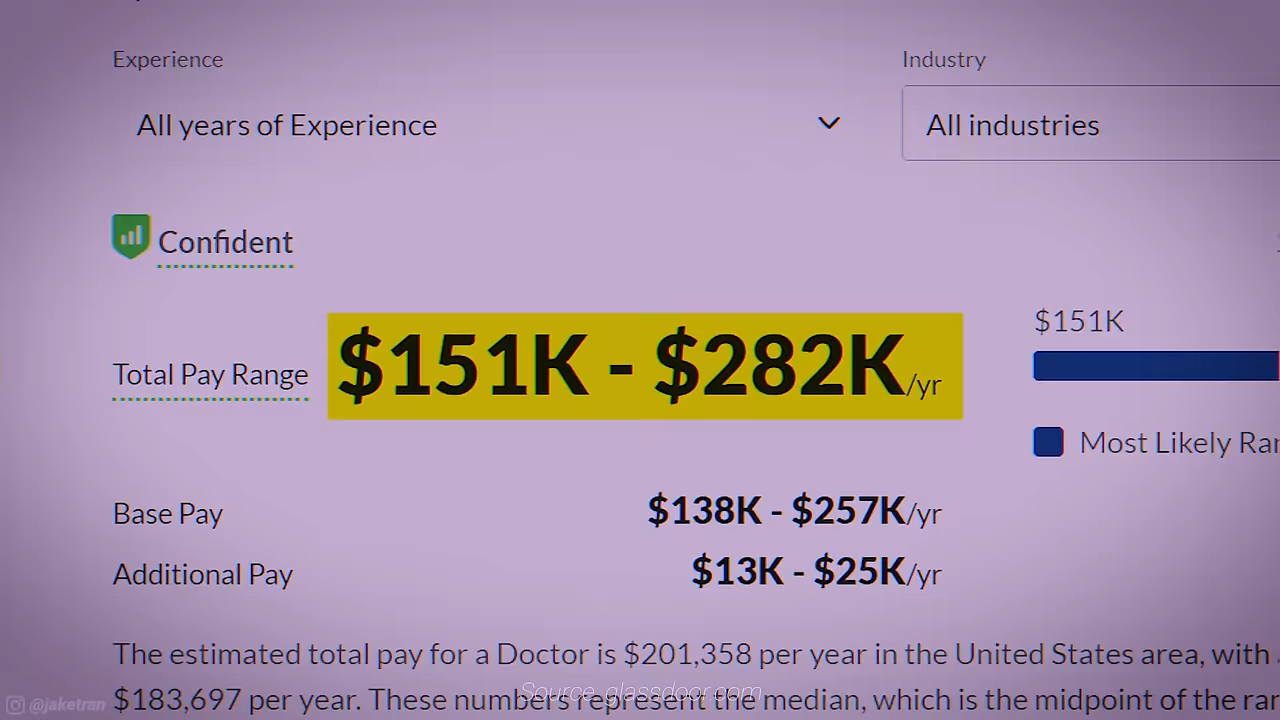 Experience
Industry
All years of Experience
All industries
Confident
$151K
Total Pay Range $151K - $282K/yr
Most Likely Ra
Base Pay $138K - $257K/yr
Additional Pay $13K - $25K/yr
The estimated total pay for a Doctor is $201,358 per year in the United States area, with
$183,697 per year. These numbers represent the median, which is the midpoint of the ra
Source glassdoor.com
@jaketran